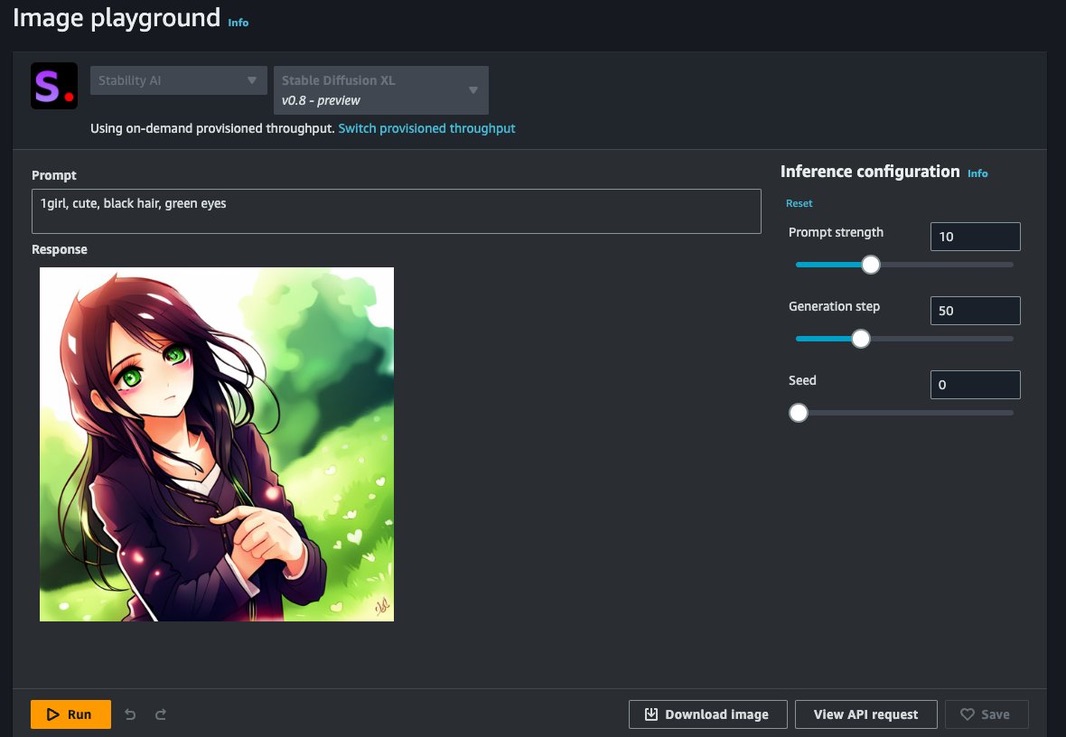 Image playground Info
S.
Stability AI
Stable Diffusion XL
v0.8 - preview
Using on-demand provisioned throughput. Switch provisioned throughput
Prompt
1girl, cute, black hair, green eyes
Response
Inference configuration Info
Reset
Prompt strength
10
Generation step
50
Seed
0
Run
Download image
View API request
Save